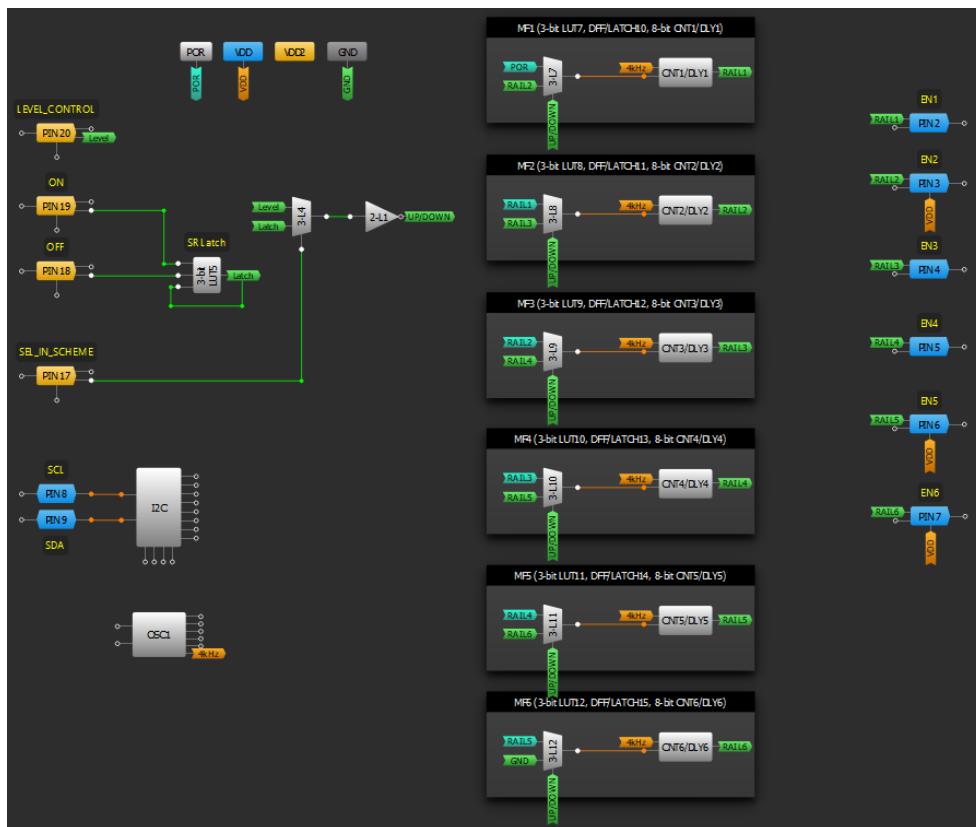 POR
VDD
VDD2
GND
POR
VDD
GND
LEVEL_CONTROL
PIN 20
Level
ON
PIN 19
OFF
PIN 18
SR Latch
3-bit LUT5
Latch
Level
Latch
3-L4
2-L1
UP/DOWN
SEL_IN_SCHEME
PIN 17
SCL
PIN 8
PIN 9
SDA
I2C
OSC1
4kHz
MF1 (3-bit LUT7, DFF/LATCH10, 8-bit CNT1/DLY1)
POR
RAIL2
3-L7
4kHz
CNT1/DLY1
RAIL1
UP/DOWN
MF2 (3-bit LUT8, DFF/LATCH11, 8-bit CNT2/DLY2)
RAIL1
RAIL3
3-L8
4kHz
CNT2/DLY2
RAIL2
UP/DOWN
MF3 (3-bit LUT9, DFF/LATCH12, 8-bit CNT3/DLY3)
RAIL2
RAIL4
3-L9
4kHz
CNT3/DLY3
RAIL3
UP/DOWN
MF4 (3-bit LUT10, DFF/LATCH13, 8-bit CNT4/DLY4)
RAIL3
RAIL5
3-L10
4kHz
CNT4/DLY4
RAIL4
UP/DOWN
MF5 (3-bit LUT11, DFF/LATCH14, 8-bit CNT5/DLY5)
RAIL4
RAIL6
3-L11
4kHz
CNT5/DLY5
RAIL5
UP/DOWN
MF6 (3-bit LUT12, DFF/LATCH15, 8-bit CNT6/DLY6)
RAIL5
GND
3-L12
4kHz
CNT6/DLY6
RAIL6
UP/DOWN
EN1
RAIL1
PIN 2
EN2
RAIL2
PIN 3
VDD
EN3
RAIL3
PIN 4
EN4
RAIL4
PIN 5
EN5
RAIL5
PIN 6
VDD
EN6
RAIL6
PIN 7
VDD